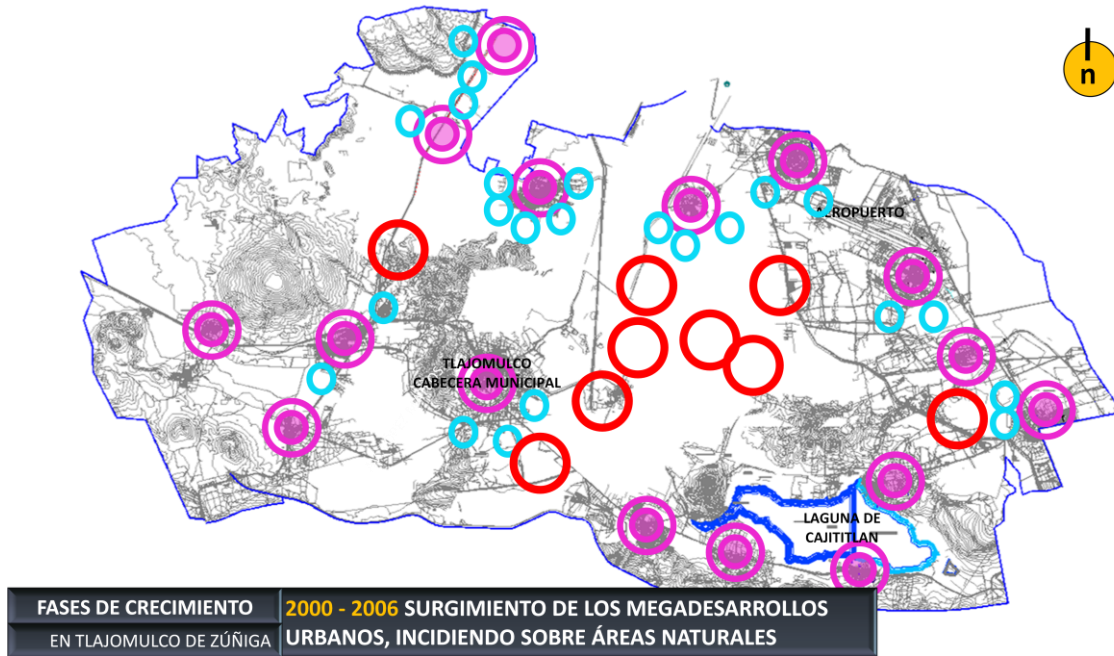 n
AEROPUERTO
TLAJOMULCO
CABECERA MUNICIPAL
LAGUNA DE
CAJITITLAN
FASES DE CRECIMIENTO
EN TLAJOMULCO DE ZÚÑIGA
2000 - 2006 SURGIMIENTO DE LOS MEGADESARROLLOS
URBANOS, INCIDIENDO SOBRE ÁREAS NATURALES